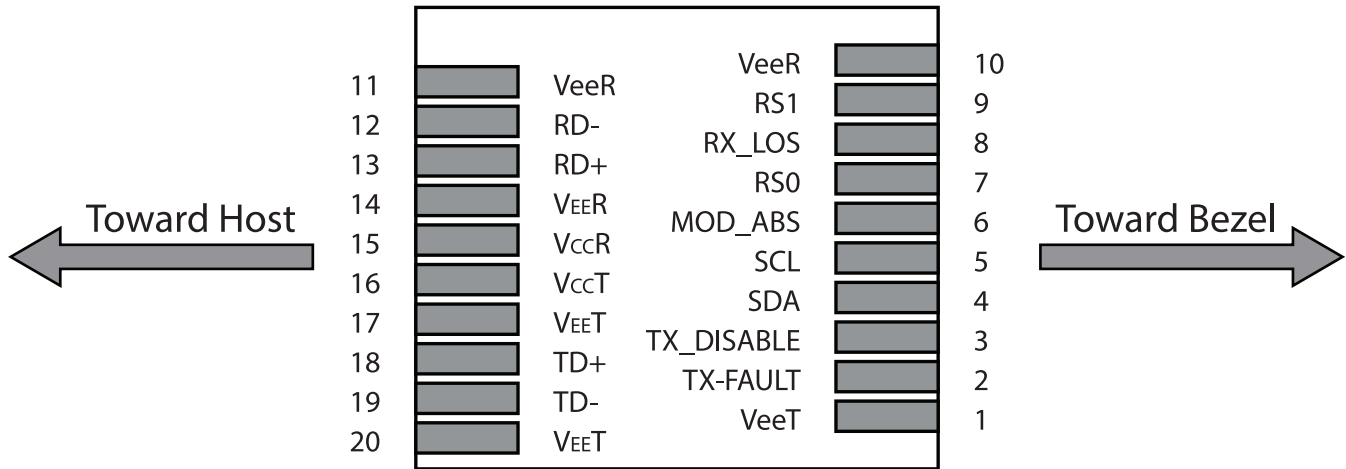 VeeR 10
11 VeeR
RS1 9
12 RD-
RX_LOS 8
13 RD+
RS0 7
14 VEER
MOD_ABS 6
15 VCCR
SCL 5
16 VCCT
SDA 4
17 VEET
TX_DISABLE 3
18 TD+
TX-FAULT 2
19 TD-
VeeT 1
20 VEET
Toward Host
Toward Bezel